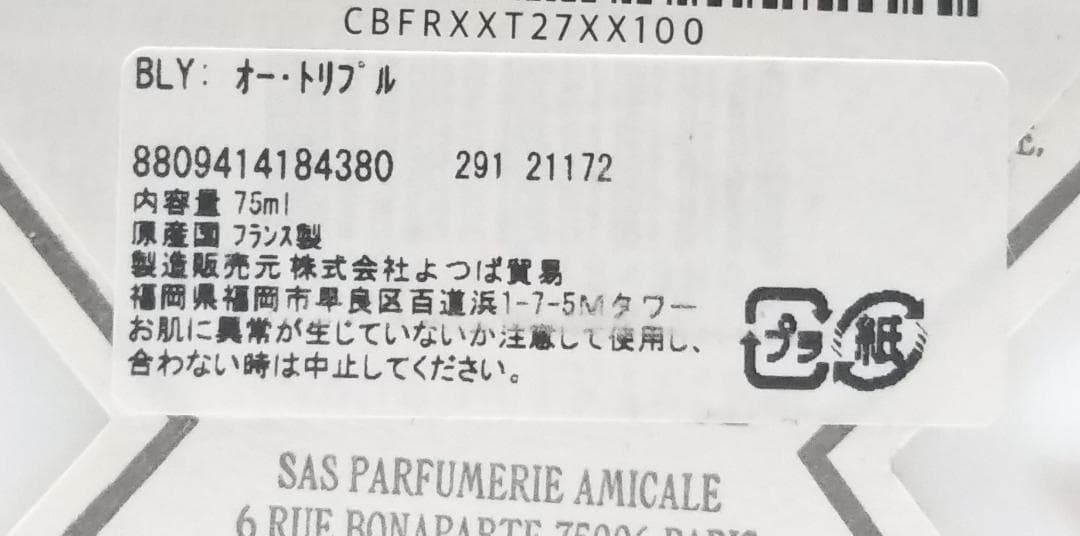 CBFRXXT27XX100
BLY: オー・トリプル
8809414184380 291 21172
内容量 75ml
原産国 フランス製
製造販売元 株式会社よつば貿易
福岡県福岡市早良区百道浜1-7-5Mタワー
お肌に異常が生じていないか注意して使用し、
合わない時は中止してください。
プラ 紙
SAS PARFUMERIE AMICALE
6 RUE BONAPARTE 75006 PARIS